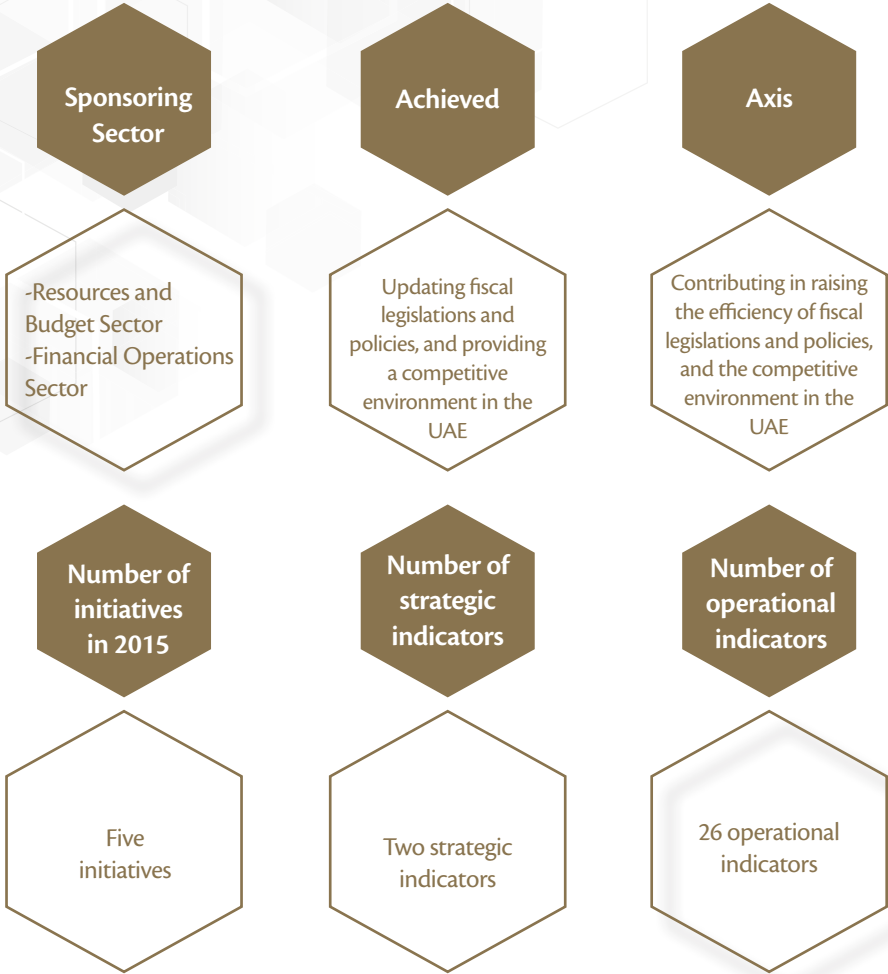 Sponsoring
Sector
Achieved
Axis
-Resources and
Budget Sector
-Financial Operations
Sector
Updating fiscal
legislations and
policies, and providing
a competitive
environment in the
UAE
Contributing in raising
the efficiency of fiscal
legislations and policies,
and the competitive
environment in the
UAE
Number of
initiatives
in 2015
Number of
strategic
indicators
Number of
operational
indicators
Five
initiatives
Two strategic
indicators
26 operational
indicators